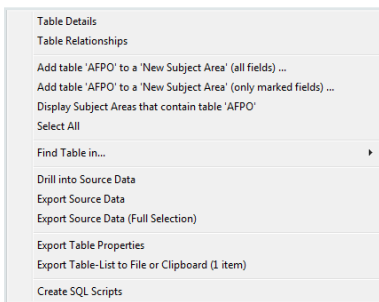 Table Details
Table Relationships
Add table 'AFPO' to a 'New Subject Area' (all fields) ...
Add table 'AFPO' to a 'New Subject Area' (only marked fields) ...
Display Subject Areas that contain table 'AFPO'
Select All
Find Table in...
Drill into Source Data
Export Source Data
Export Source Data (Full Selection)
Export Table Properties
Export Table-List to File or Clipboard (1 item)
Create SQL Scripts